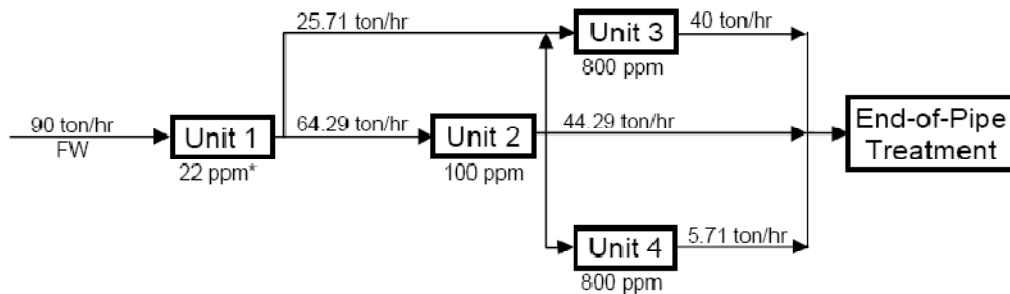 25.71 ton/hr
Unit 3
40 ton/hr
800 ppm
90 ton/hr
FW
Unit 1
22 ppm*
64.29 ton/hr
Unit 2
100 ppm
44.29 ton/hr
End-of-Pipe
Treatment
Unit 4
5.71 ton/hr
800 ppm